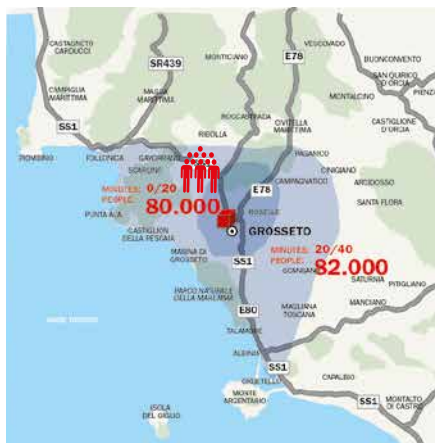 CASTAGNETO
CARDUCCI
SR439
MONTICIANO
E78
VESCOVADO
BUONCONVENTO
SAN QUIRICO
D'ORCIA
MONTALCINO
CAMPAGLIA
MARITTIMA
MASSA
MARITTIMA
ROCCASTRADA
CIVITELLA
MARITTIMA
CASTIGLIONE
D'ORCIA
SS1
RIBOLLA
PIOMBINO
FOLLONICA
GAVORRANO
PAGANICO
CINIGIANO
SCARLINO
E78
CAMPAGNATICO
ARCIDOSSO
MINUTES: 0/20
PEOPLE:
80.000
SANTA FLORA
PUNTA ALA
ROSELLE
CASTIGLION
DELLA PESCAIA
GROSSETO
MINUTES: 20/40
PEOPLE:
82.000
MARINA DI
GROSSETO
SS1
SATURNIA
PITIGLIANO
PARCO NATURALE
DELLA MAREMMA
MANCIANO
E80
MAGLIANA
TOSCANA
TALAMONE
ALBINIA
SS1
ORBETELLO
CAPALBIO
MONTE
ARGENTARIO
SS1
MONTALTO
DI CASTRO
ISOLA
DEL GIGLIO